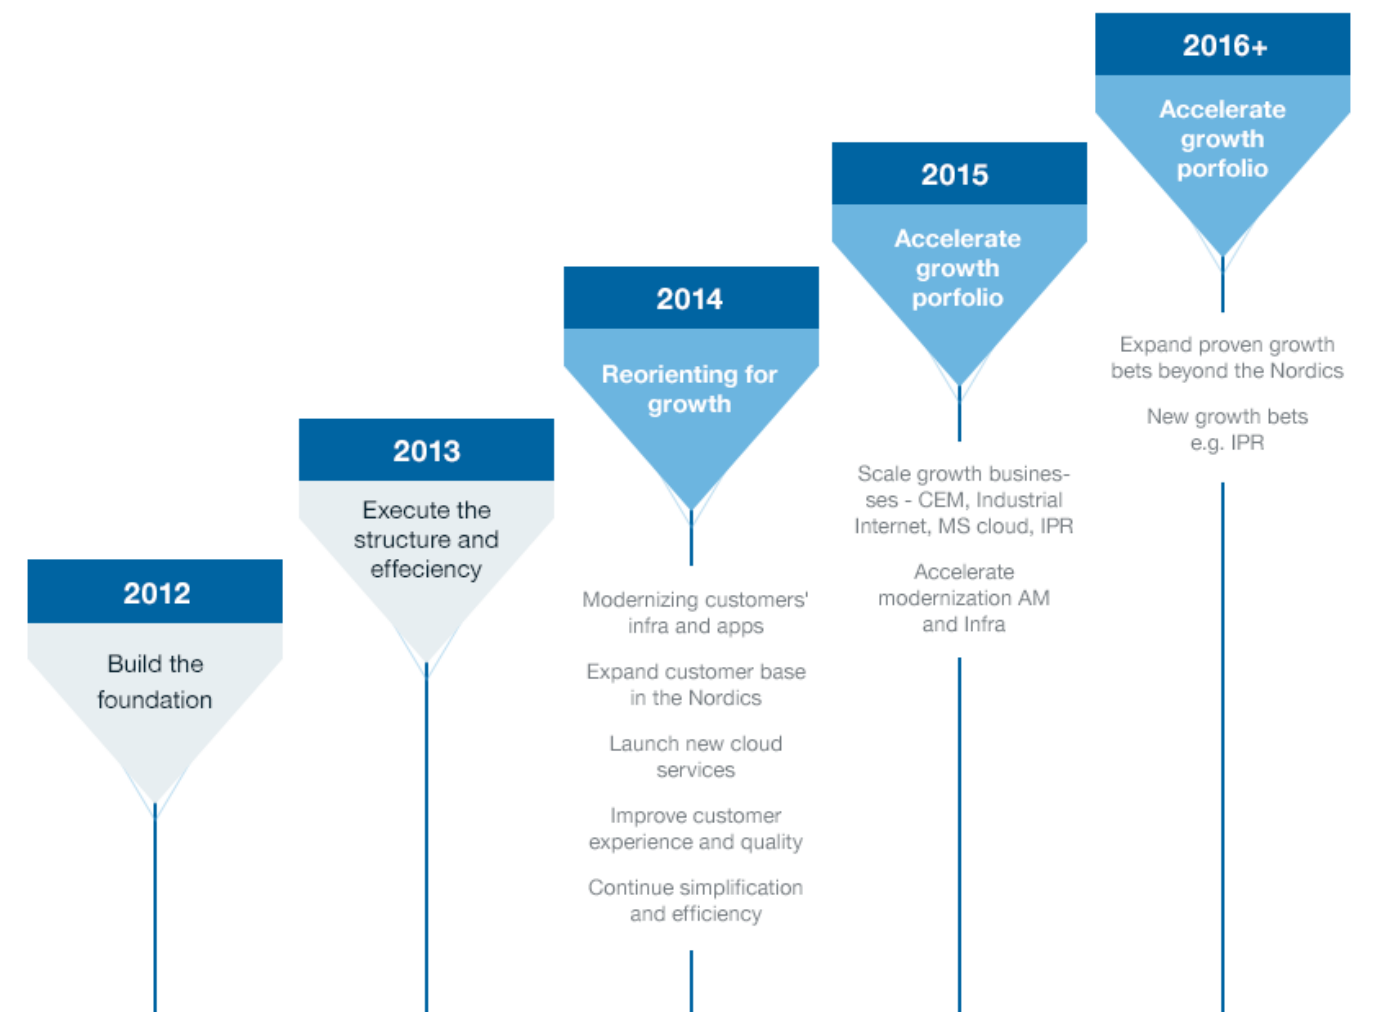 2012
Build the
foundation
2013
Execute the
structure and
effeciency
2014
Reorienting for
growth
Modernizing customers'
infra and apps
Expand customer base
in the Nordics
Launch new cloud
services
Improve customer
experience and quality
Continue simplification
and efficiency
2015
Accelerate
growth
porfolio
Scale growth busines-
ses - CEM, Industrial
Internet, MS cloud, IPR
Accelerate
modernization AM
and Infra
2016+
Accelerate
growth
porfolio
Expand proven growth
bets beyond the Nordics
New growth bets
e.g. IPR